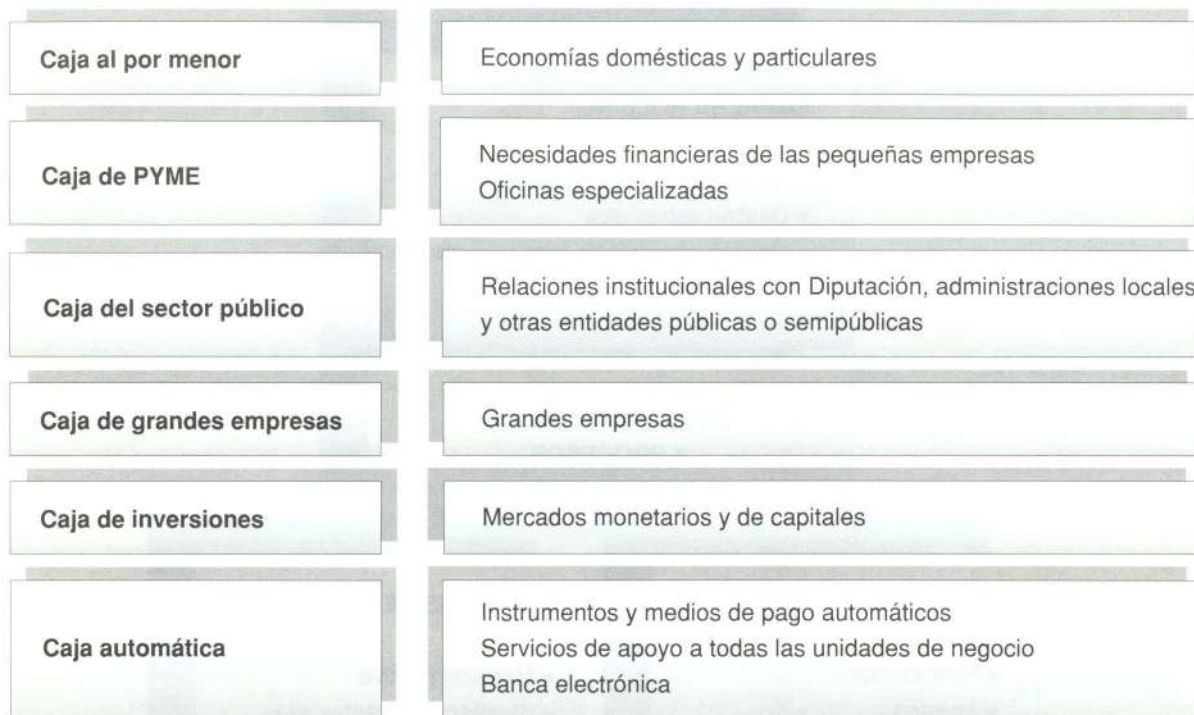 Caja al por menor
Economías domésticas y particulares
Caja de PYME
Necesidades financieras de las pequeñas empresas
Oficinas especializadas
Caja del sector público
Relaciones institucionales con Diputación, administraciones locales
y otras entidades públicas o semipúblicas
Caja de grandes empresas
Grandes empresas
Caja de inversiones
Mercados monetarios y de capitales
Caja automática
Instrumentos y medios de pago automáticos
Servicios de apoyo a todas las unidades de negocio
Banca electrónica